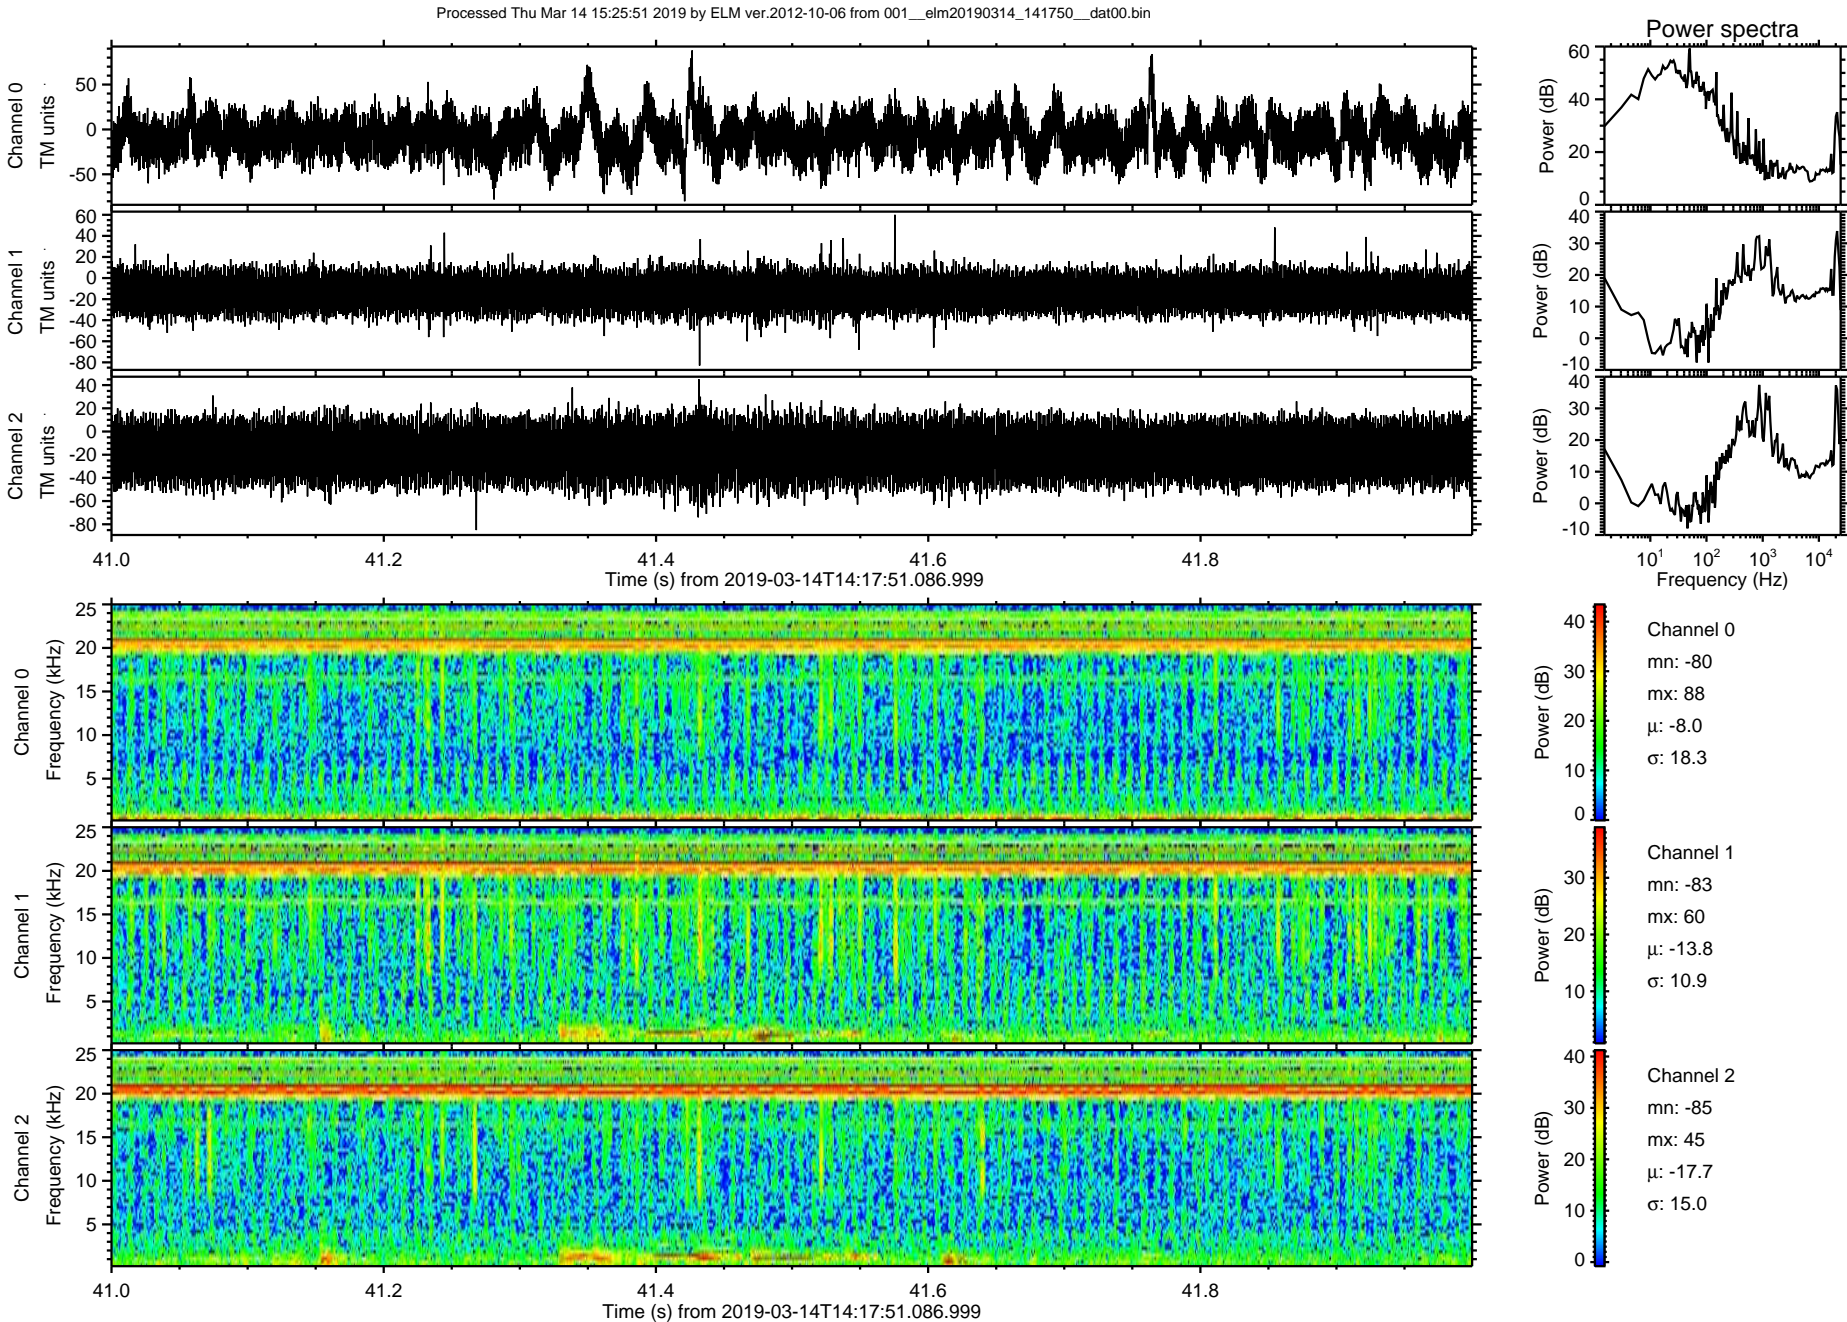 Processed Thu Mar 14 15:25:51 2019 by ELM ver.2012-10-06 from 001__elm20190314_141750__dat00.bin
Power spectra
Channel 0
TM units
50
0
-50
Power (dB)
60
40
20
0
Channel 1
TM units
60
40
20
0
-20
-40
-60
-80
Power (dB)
40
30
20
10
0
-10
Channel 2
TM units
40
20
0
-20
-40
-60
-80
Power (dB)
40
30
20
10
0
-10
41.0 41.2 41.4 41.6 41.8
Time (s) from 2019-03-14T14:17:51.086.999
10^1 10^2 10^3 10^4
Frequency (Hz)
Channel 0
Frequency (kHz)
25
20
15
10
5
Power (dB)
40
30
20
10
0
Channel 0
mn: -80
mx: 88
μ: -8.0
σ: 18.3
Channel 1
Frequency (kHz)
25
20
15
10
5
Power (dB)
30
20
10
Channel 1
mn: -83
mx: 60
μ: -13.8
σ: 10.9
Channel 2
Frequency (kHz)
25
20
15
10
5
Power (dB)
40
30
20
10
0
Channel 2
mn: -85
mx: 45
μ: -17.7
σ: 15.0
41.0 41.2 41.4 41.6 41.8
Time (s) from 2019-03-14T14:17:51.086.999